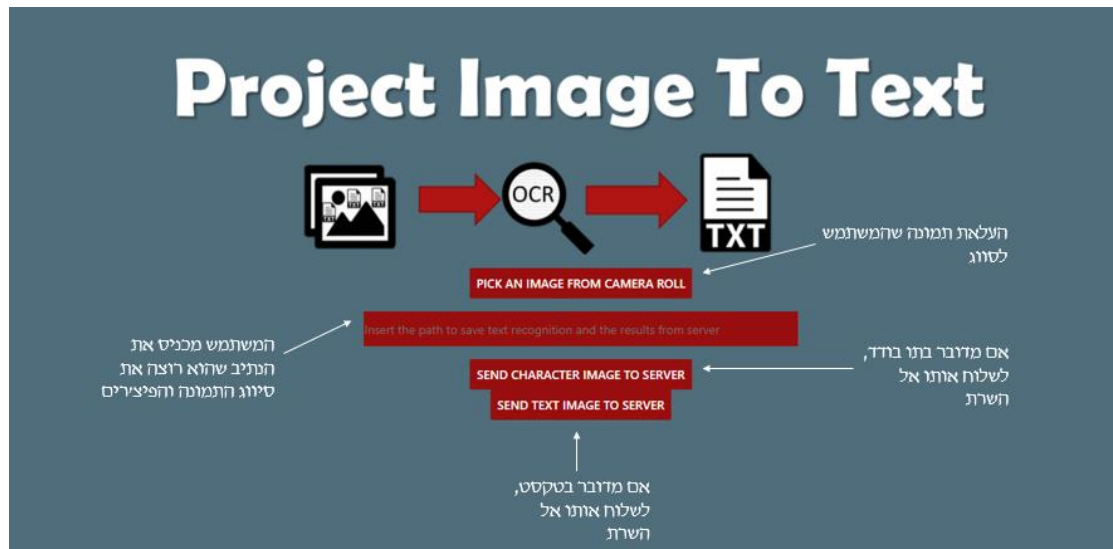 Project Image To Text
TXT
TXT
TXT
OCR
TXT
העלאת תמונה שהמשתמש
לסווג
PICK AN IMAGE FROM CAMERA ROLL
Insert the path to save text recognition and the results from server
המשתמש מכניס את
הנתיב שהוא רוצה את
סיווג התמונה והפיצ'רים
SEND CHARACTER IMAGE TO SERVER
אם מדובר בתו בודד,
לשלוח אותו אל
השרת
SEND TEXT IMAGE TO SERVER
אם מדובר בטקסט,
לשלוח אותו אל
השרת